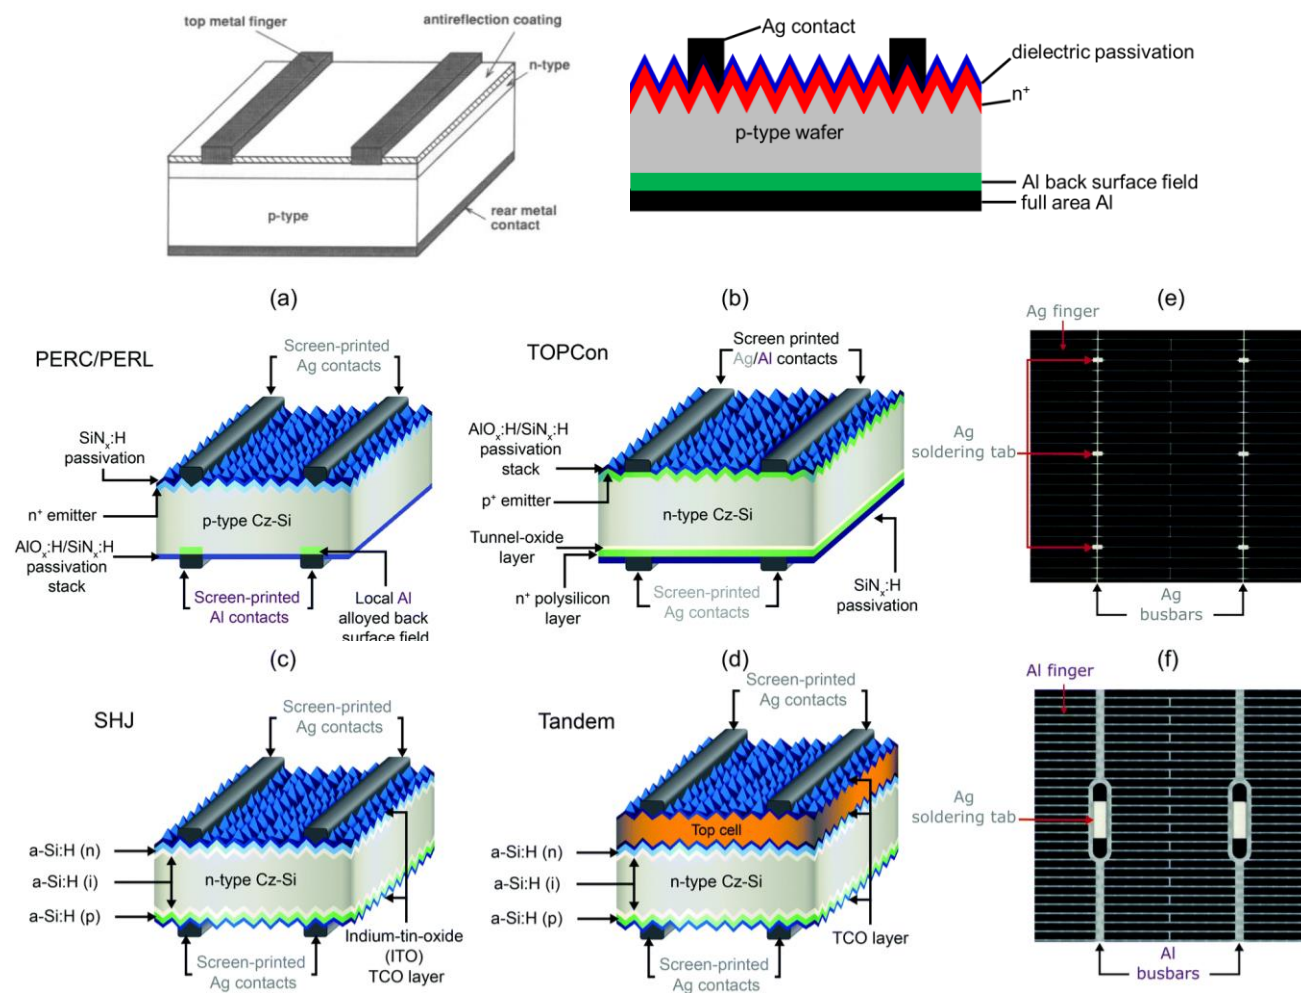 top metal finger
antireflection coating
n-type
p-type
rear metal
contact
Ag contact
dielectric passivation
n⁺
p-type wafer
Al back surface field
full area Al
(a)
PERC/PERL
Screen-printed
Ag contacts
SiNₓ:H
passivation
n⁺ emitter
p-type Cz-Si
AlOₓ:H/SiNₓ:H
passivation
stack
Screen-printed
Al contacts
Local Al
alloyed back
surface field
(b)
TOPCon
Screen printed
Ag/Al contacts
AlOₓ:H/SiNₓ:H
passivation
stack
p⁺ emitter
n-type Cz-Si
Tunnel-oxide
layer
n⁺ polysilicon
layer
Screen-printed
Ag contacts
SiNₓ:H
passivation
(e)
Ag finger
Ag
soldering tab
Ag
busbars
(c)
SHJ
Screen-printed
Ag contacts
a-Si:H (n)
a-Si:H (i)
a-Si:H (p)
n-type Cz-Si
Screen-printed
Ag contacts
Indium-tin-oxide
(ITO)
TCO layer
(d)
Tandem
Screen-printed
Ag contacts
Top cell
a-Si:H (n)
a-Si:H (i)
a-Si:H (p)
n-type Cz-Si
TCO layer
Screen-printed
Ag contacts
(f)
Al finger
Ag
soldering tab
Al
busbars